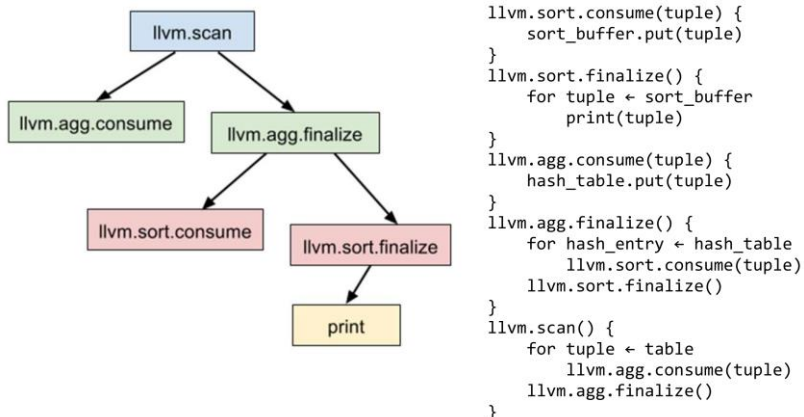 llvm.scan
llvm.agg.consume
llvm.agg.finalize
llvm.sort.consume
llvm.sort.finalize
print
llvm.sort.consume(tuple) {
    sort_buffer.put(tuple)
}
llvm.sort.finalize() {
    for tuple ← sort_buffer
        print(tuple)
}
llvm.agg.consume(tuple) {
    hash_table.put(tuple)
}
llvm.agg.finalize() {
    for hash_entry ← hash_table
        llvm.sort.consume(tuple)
    llvm.sort.finalize()
}
llvm.scan() {
    for tuple ← table
        llvm.agg.consume(tuple)
    llvm.agg.finalize()
}